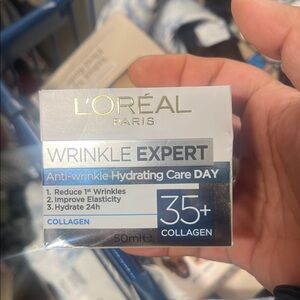 L'ORÉAL
PARIS
WRINKLE EXPERT
Anti-wrinkle Hydrating Care DAY
1. Reduce 1st Wrinkles
2. Improve Elasticity
3. Hydrate 24h
COLLAGEN
35+
COLLAGEN
50ml e